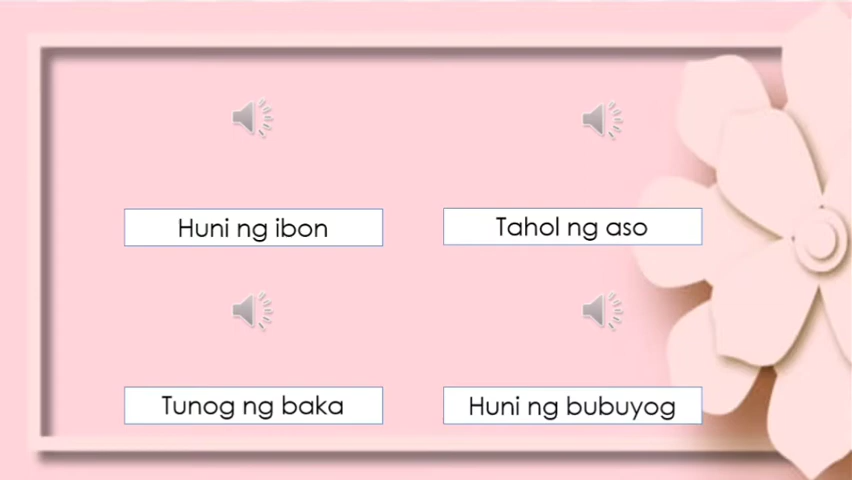 Huni ng ibon
Tahol ng aso
Tunog ng baka
Huni ng bubuyog